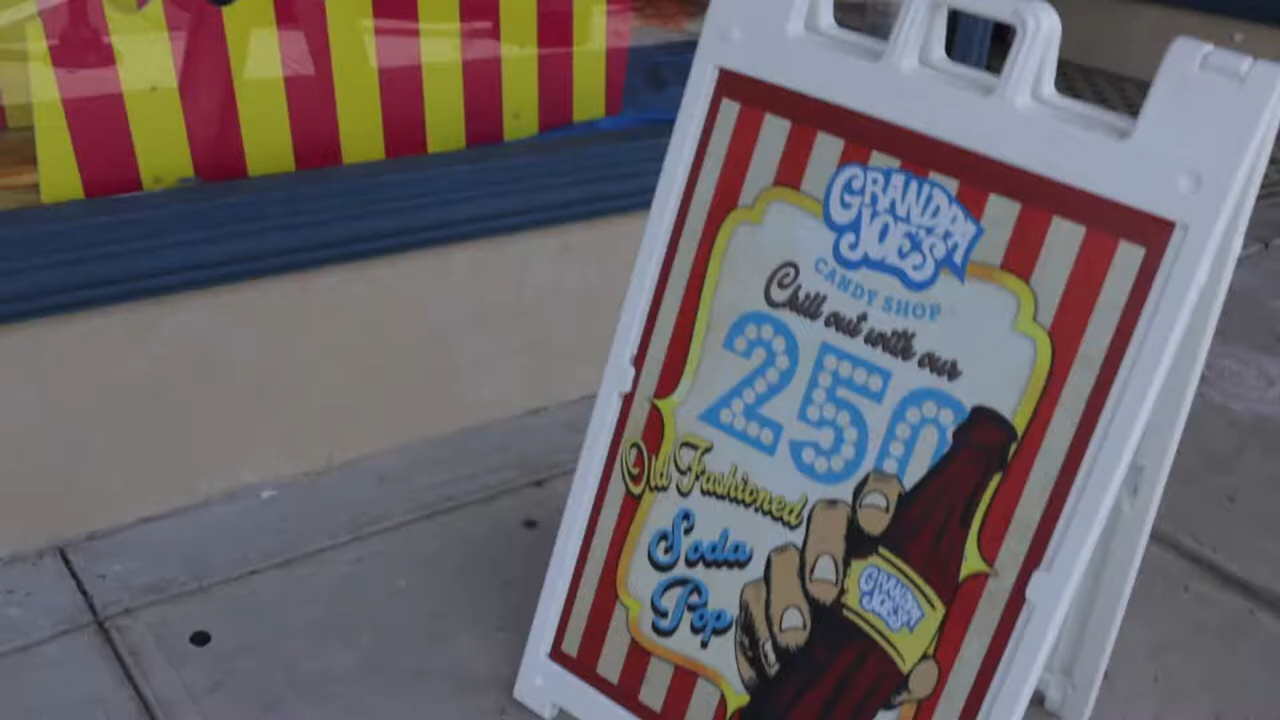 GRANDPA
JOE'S
CANDY SHOP
Chill out with our
250
Old Fashioned
Soda
Pop
GRANDPA
JOE'S